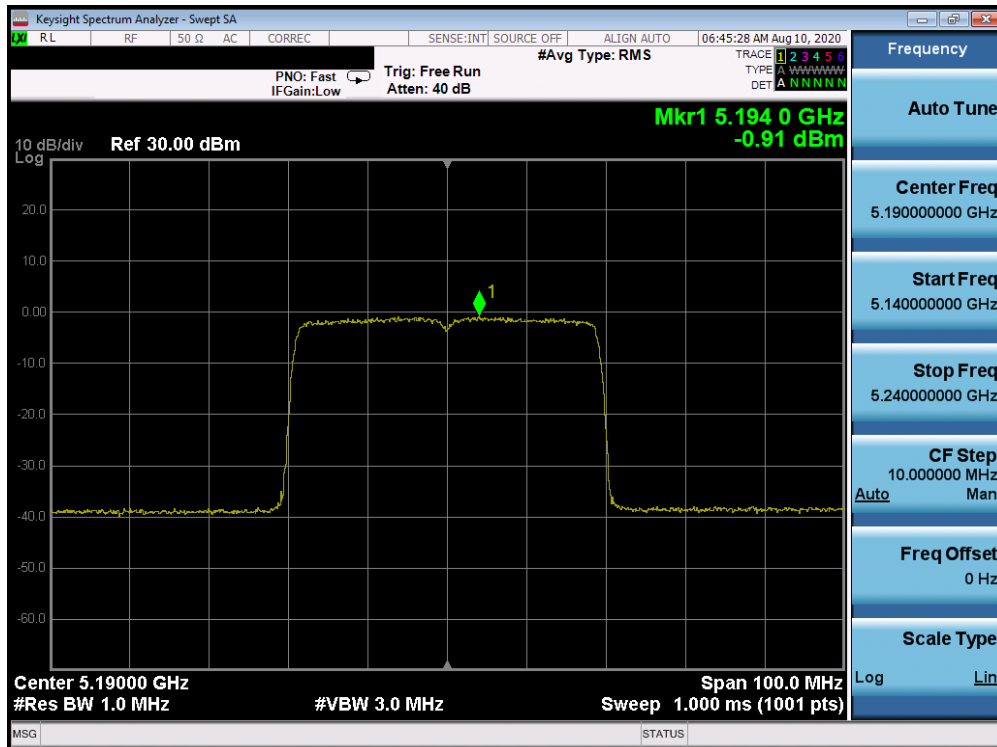 Keysight Spectrum Analyzer - Swept SA
LXI RL RF 50 Ω AC CORREC SENSE:INT SOURCE OFF ALIGN AUTO 06:45:28 AM Aug 10, 2020
#Avg Type: RMS
TRACE 1 2 3 4 5 6
TYPE A WWWWW
DET A N N N N N
PNO: Fast
IFGain:Low
Trig: Free Run
Atten: 40 dB
Mkr1 5.194 0 GHz
-0.91 dBm
10 dB/div Ref 30.00 dBm
Log
20.0
10.0
0.00
-10.0
-20.0
-30.0
-40.0
-50.0
-60.0
1
Center 5.19000 GHz
Span 100.0 MHz
#Res BW 1.0 MHz
#VBW 3.0 MHz
Sweep 1.000 ms (1001 pts)
MSG
STATUS
Frequency
Auto Tune
Center Freq
5.190000000 GHz
Start Freq
5.140000000 GHz
Stop Freq
5.240000000 GHz
CF Step
10.000000 MHz
Auto Man
Freq Offset
0 Hz
Scale Type
Log Lin